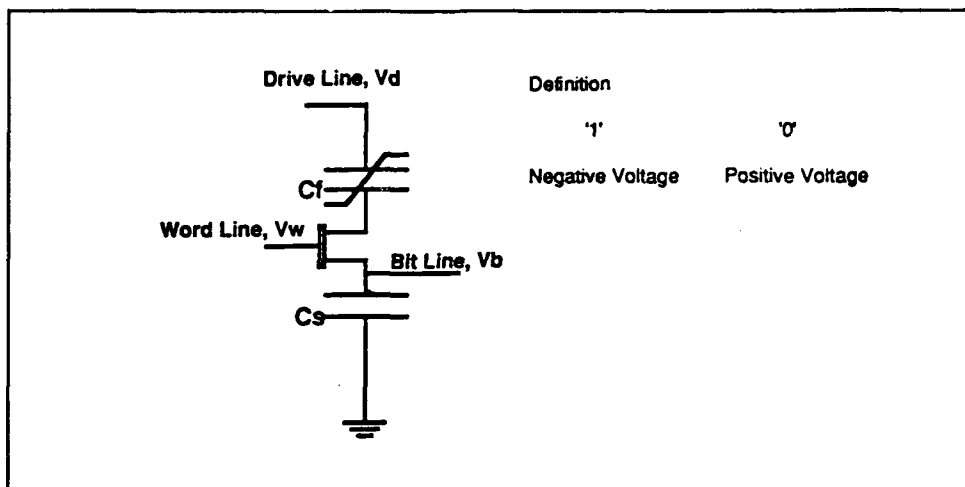 Drive Line, Vd
Definition
'1' '0'
Negative Voltage Positive Voltage
Cf
Word Line, Vw
Bit Line, Vb
Cs